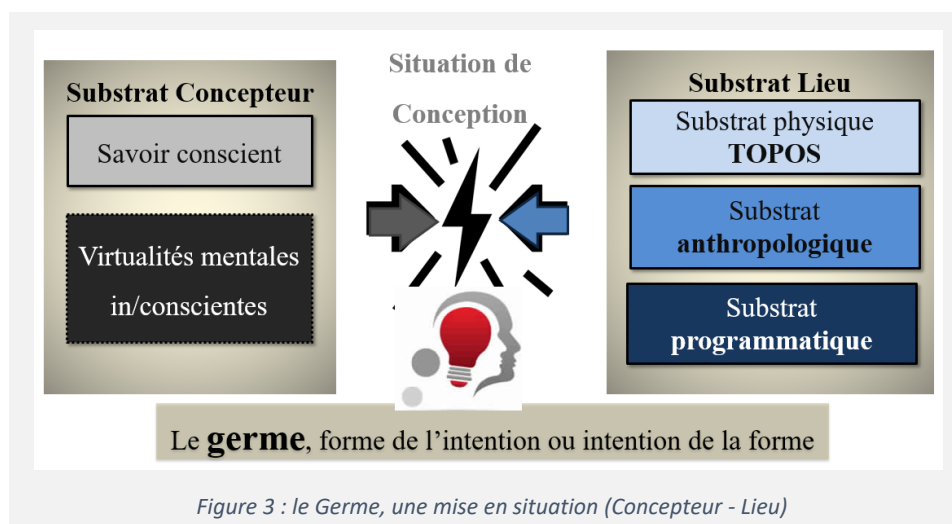 Substrat Concepteur
Savoir conscient
Virtualités mentales
in/conscientes
Situation de
Conception
Substrat Lieu
Substrat physique
TOPOS
Substrat
anthropologique
Substrat
programmatique
Le germe, forme de l’intention ou intention de la forme
Figure 3 : le Germe, une mise en situation (Concepteur - Lieu)